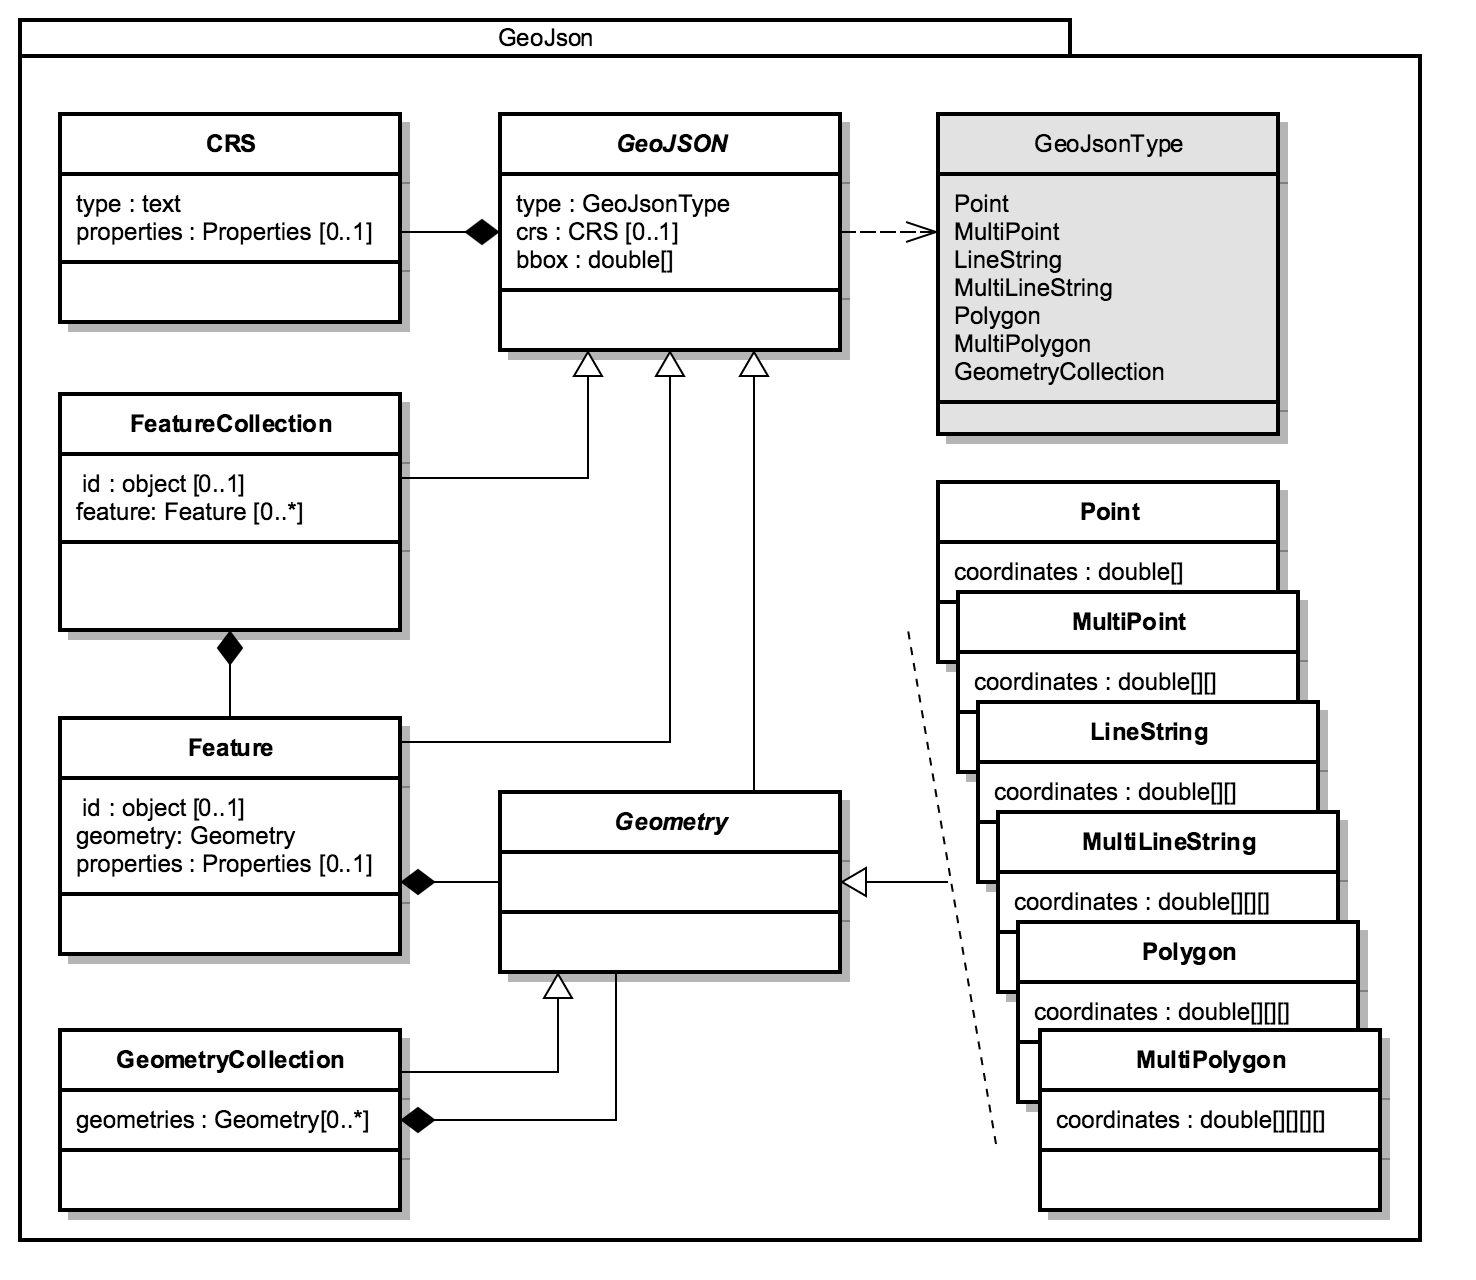 GeoJson
CRS
type : text
properties : Properties [0..1]
GeoJSON
type : GeoJsonType
crs : CRS [0..1]
bbox : double[]
GeoJsonType
Point
MultiPoint
LineString
MultiLineString
Polygon
MultiPolygon
GeometryCollection
FeatureCollection
id : object [0..1]
feature: Feature [0..*]
Feature
id : object [0..1]
geometry: Geometry
properties : Properties [0..1]
Geometry
GeometryCollection
geometries : Geometry[0..*]
Point
coordinates : double[]
MultiPoint
coordinates : double[][]
LineString
coordinates : double[][]
MultiLineString
coordinates : double[][][]
Polygon
coordinates : double[][][]
MultiPolygon
coordinates : double[][][][]